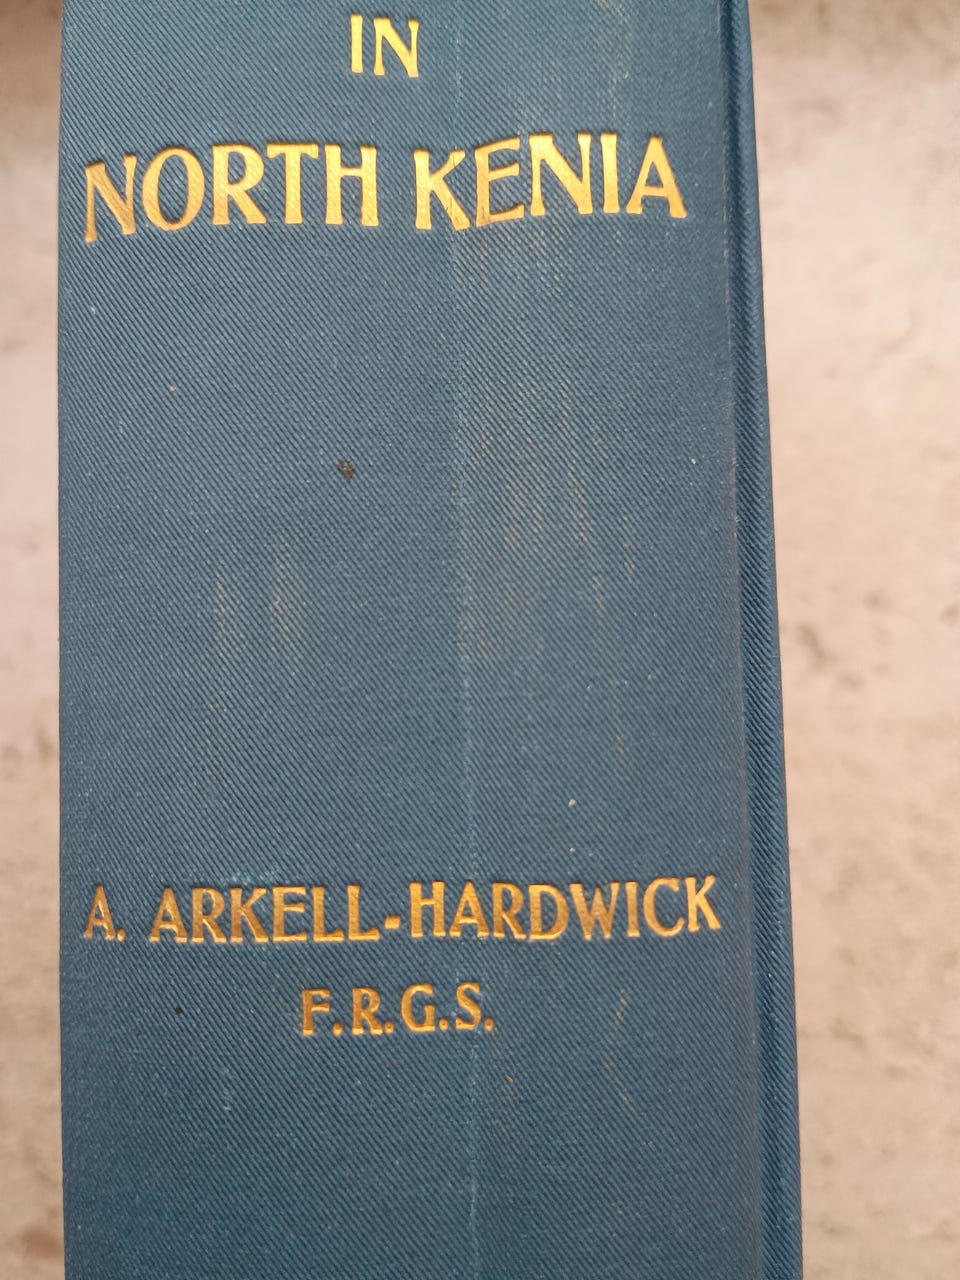 IN
NORTH KENIA
A. ARKELL-HARDWICK
F.R.G.S.